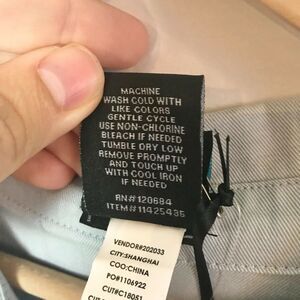 MACHINE
WASH COLD WITH
LIKE COLORS
GENTLE CYCLE
USE NON-CHLORINE
BLEACH IF NEEDED
TUMBLE DRY LOW
REMOVE PROMPTLY
AND TOUCH UP
WITH COOL IRON
IF NEEDED
RN#120684
ITEM#11425435
VENDOR#202033
CITY:SHANGHAI
COO:CHINA
PO#1106922
CUT#C18051